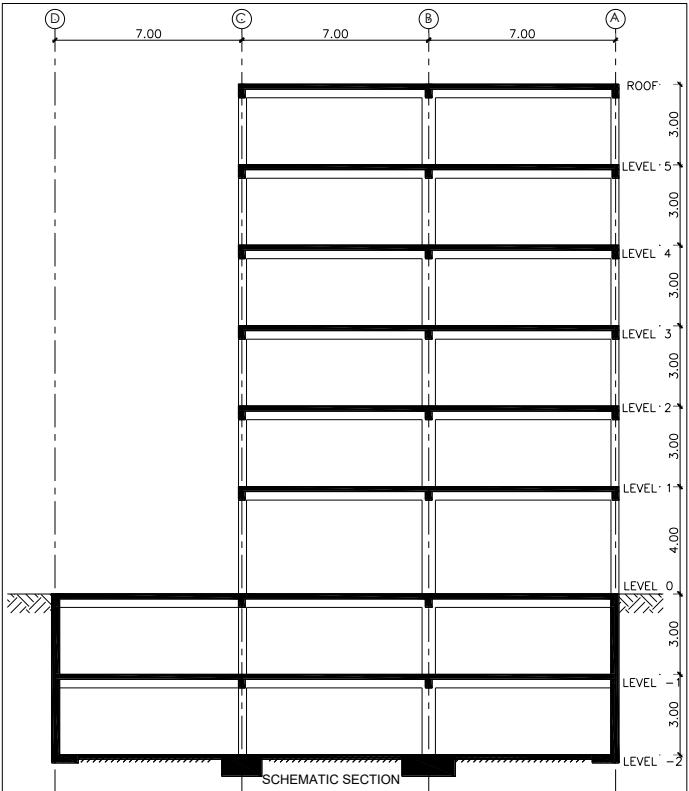 D C B A
7.00 7.00 7.00
ROOF
3.00
LEVEL 5
3.00
LEVEL 4
3.00
LEVEL 3
3.00
LEVEL 2
3.00
LEVEL 1
4.00
LEVEL 0
3.00
LEVEL -1
3.00
LEVEL -2
SCHEMATIC SECTION